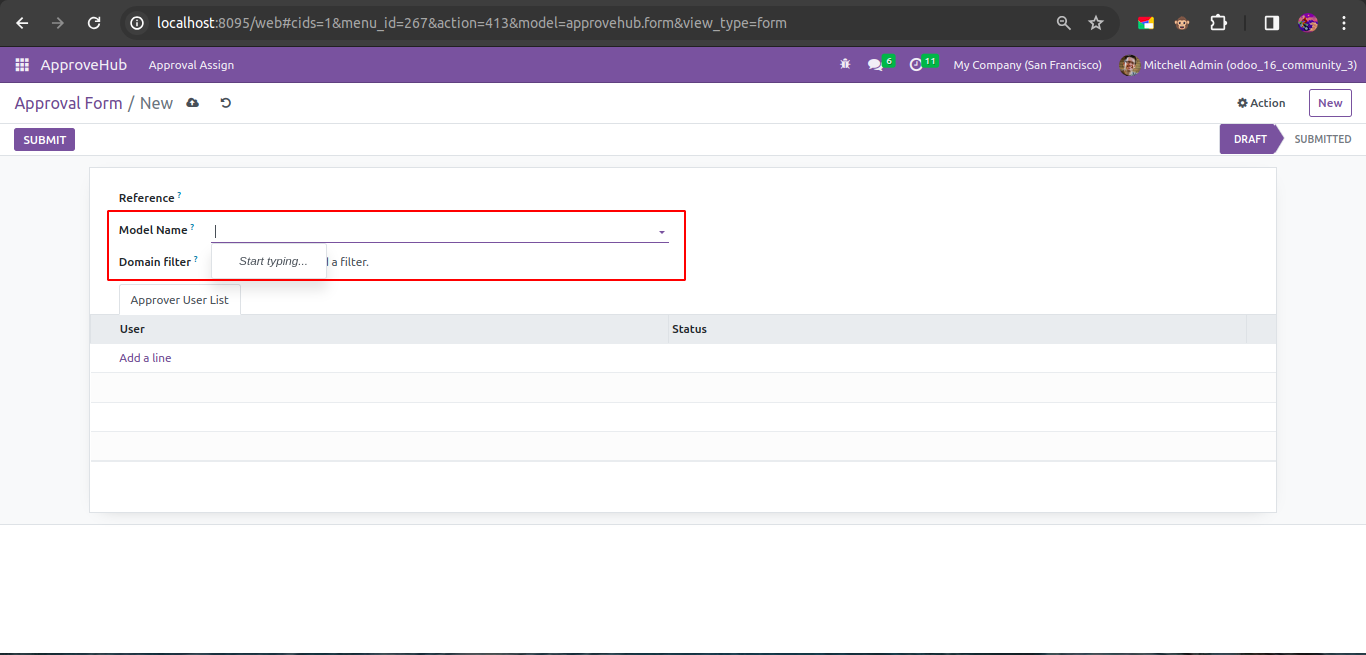 localhost:8095/web#cids=1&menu_id=267&action=413&model=approvehub.form&view_type=form
ApproveHub Approval Assign 6 11 My Company (San Francisco) Mitchell Admin (odoo_16_community_3)
Approval Form / New Action New
SUBMIT DRAFT SUBMITTED
Reference ?
Model Name ?
Domain filter ? Start typing... a filter.
Approver User List
User Status
Add a line